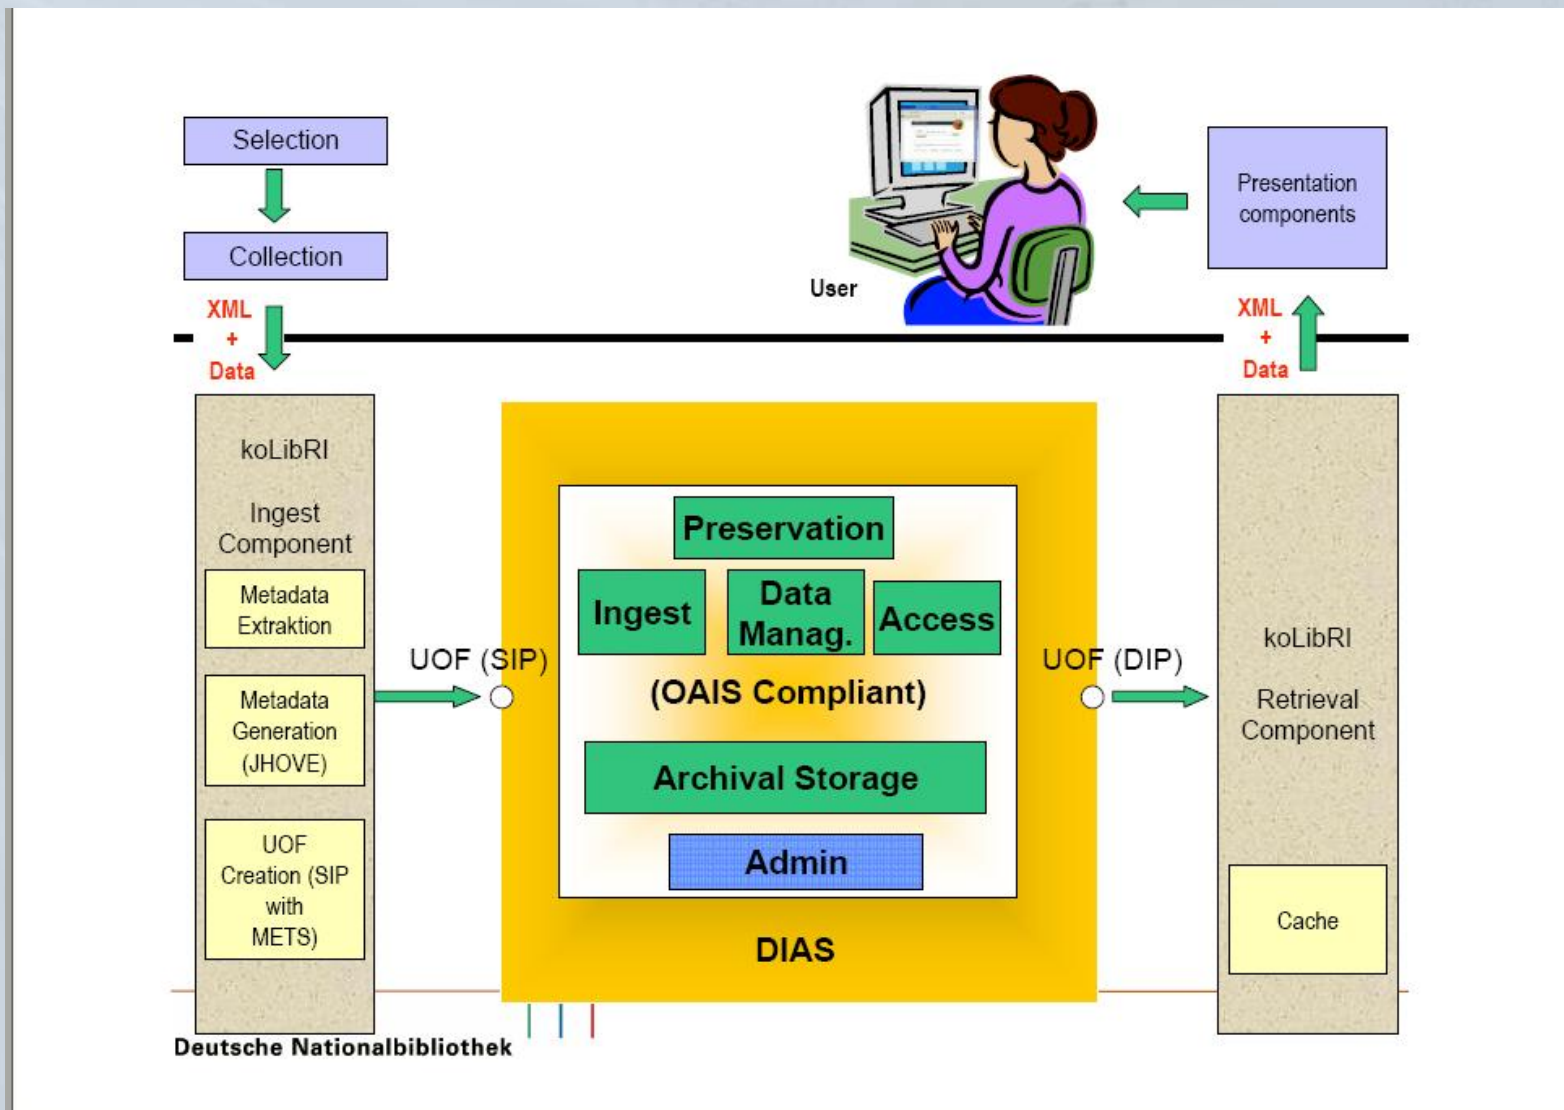 Selection
Collection
XML
+
Data
koLibRI
Ingest
Component
Metadata
Extraktion
Metadata
Generation
(JHOVE)
UOF
Creation (SIP
with
METS)
UOF (SIP)
User
Preservation
Ingest
Data
Manag.
Access
(OAIS Compliant)
Archival Storage
Admin
DIAS
UOF (DIP)
Presentation
components
XML
+
Data
koLibRI
Retrieval
Component
Cache
Deutsche Nationalbibliothek